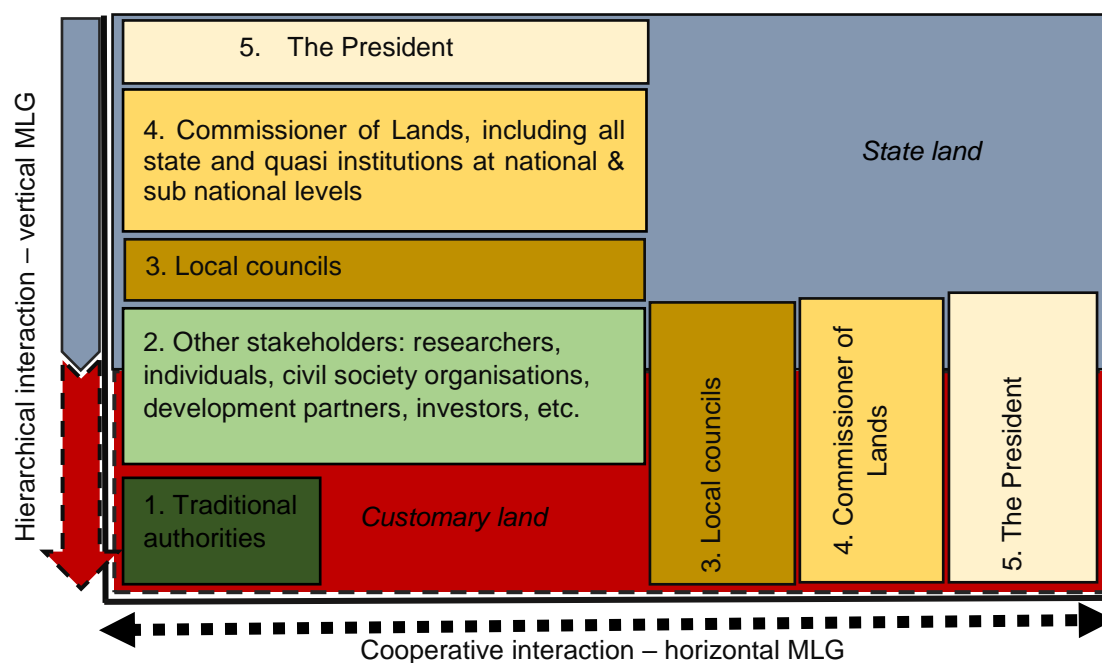 Hierarchical interaction – vertical MLG
5. The President
4. Commissioner of Lands, including all
state and quasi institutions at national &
sub national levels
State land
3. Local councils
2. Other stakeholders: researchers,
individuals, civil society organisations,
development partners, investors, etc.
1. Traditional
authorities
Customary land
3. Local councils
4. Commissioner of
Lands
5. The President
Cooperative interaction – horizontal MLG